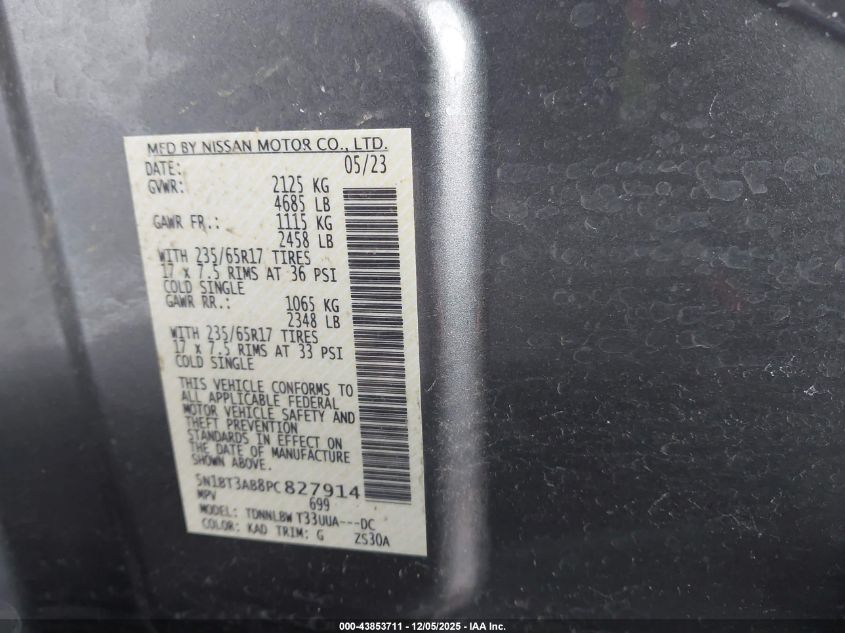 MFD BY NISSAN MOTOR CO., LTD.
DATE: 05/23
GVWR: 2125 KG
4685 LB
GAWR FR.: 1115 KG
2458 LB
WITH 235/65R17 TIRES
17 x 7.5 RIMS AT 36 PSI
COLD SINGLE
GAWR RR.: 1065 KG
2348 LB
WITH 235/65R17 TIRES
17 x 7.5 RIMS AT 33 PSI
COLD SINGLE
THIS VEHICLE CONFORMS TO
ALL APPLICABLE FEDERAL
MOTOR VEHICLE SAFETY AND
THEFT PREVENTION
STANDARDS IN EFFECT ON
THE DATE OF MANUFACTURE
SHOWN ABOVE.
5N1BT3AB8PC827914
MPV 699
MODEL: TDNNLBW T33UUA---DC
COLOR: KAD TRIM: G ZS30A
000-43853711 - 12/05/2025 - IAA Inc.